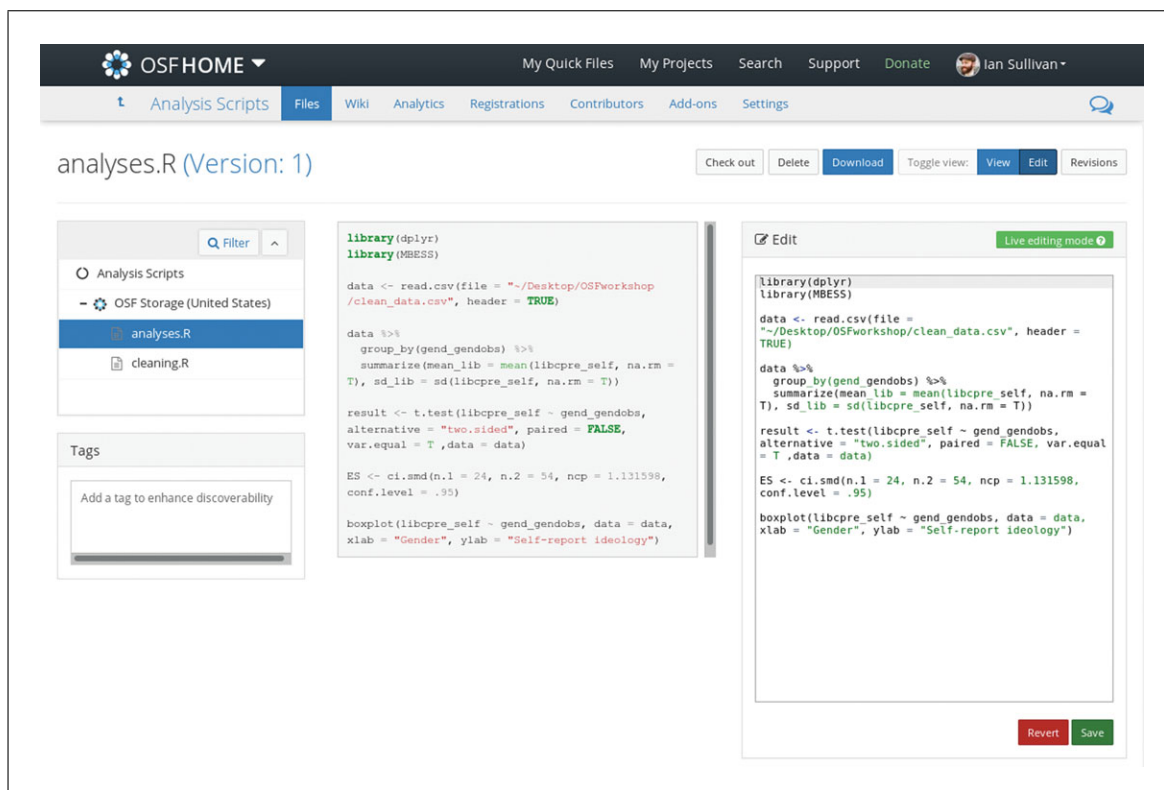 OSFHOME My Quick Files My Projects Search Support Donate Ian Sullivan
Analysis Scripts Files Wiki Analytics Registrations Contributors Add-ons Settings
analyses.R (Version: 1)
Check out Delete Download Toggle view: View Edit Revisions
Filter
Analysis Scripts
OSF Storage (United States)
analyses.R
cleaning.R
Tags
Add a tag to enhance discoverability
library(dplyr)
library(MBESS)
data <- read.csv(file = "~/Desktop/OSFworkshop
/clean_data.csv", header = TRUE)
data %>%
group_by(gend_gendobs) %>%
summarize(mean_lib = mean(libcpre_self, na.rm =
T), sd_lib = sd(libcpre_self, na.rm = T))
result <- t.test(libcpre_self ~ gend_gendobs,
alternative = "two.sided", paired = FALSE,
var.equal = T ,data = data)
ES <- ci.smd(n.1 = 24, n.2 = 54, ncp = 1.131598,
conf.level = .95)
boxplot(libcpre_self ~ gend_gendobs, data = data,
xlab = "Gender", ylab = "Self-report ideology")
Edit
Live editing mode
library(dplyr)
library(MBESS)
data <- read.csv(file =
"~/Desktop/OSFworkshop/clean_data.csv", header =
TRUE)
data %>%
group_by(gend_gendobs) %>%
summarize(mean_lib = mean(libcpre_self, na.rm =
T), sd_lib = sd(libcpre_self, na.rm = T))
result <- t.test(libcpre_self ~ gend_gendobs,
alternative = "two.sided", paired = FALSE, var.equal
= T ,data = data)
ES <- ci.smd(n.1 = 24, n.2 = 54, ncp = 1.131598,
conf.level = .95)
boxplot(libcpre_self ~ gend_gendobs, data = data,
xlab = "Gender", ylab = "Self-report ideology")
Revert Save